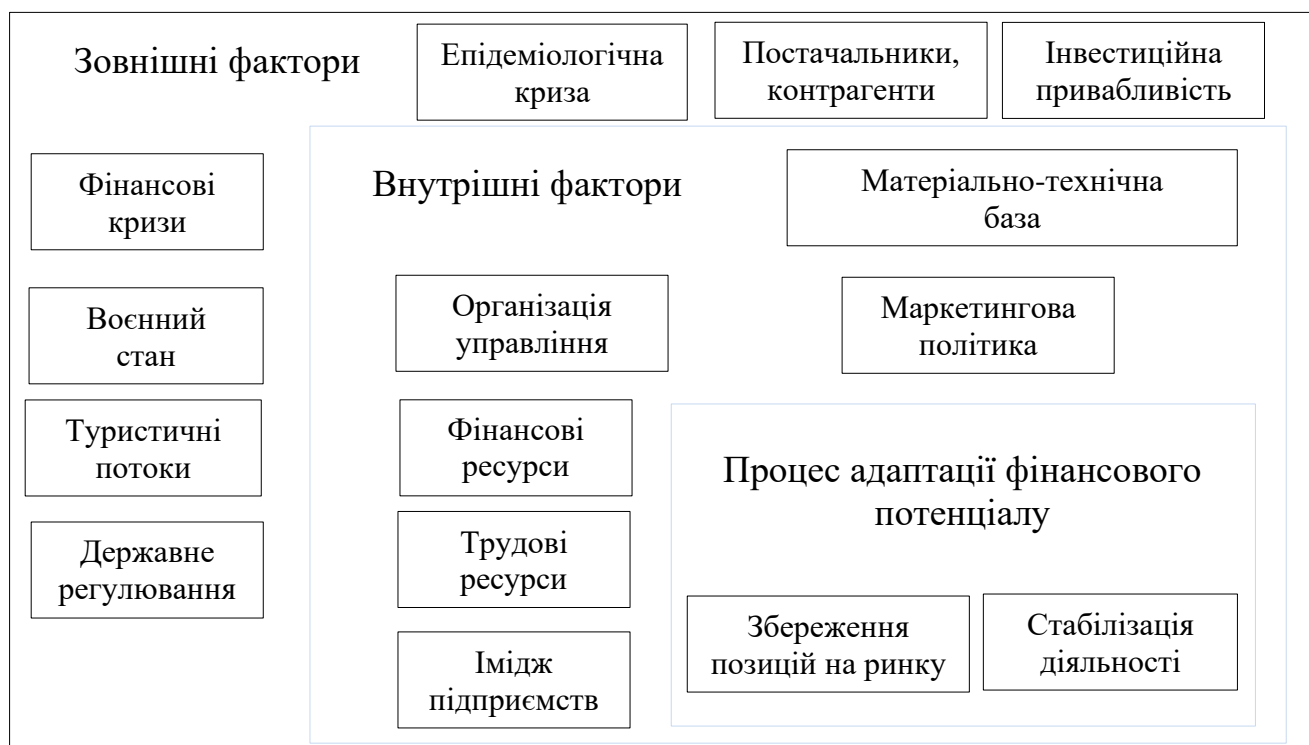 Зовнішні фактори
Епідеміологічна
криза
Постачальники,
контрагенти
Інвестиційна
привабливість
Фінансові
кризи
Воєнний
стан
Туристичні
потоки
Державне
регулювання
Внутрішні фактори
Матеріально-технічна
база
Організація
управління
Маркетингова
політика
Фінансові
ресурси
Трудові
ресурси
Імідж
підприємств
Процес адаптації фінансового
потенціалу
Збереження
позицій на ринку
Стабілізація
діяльності